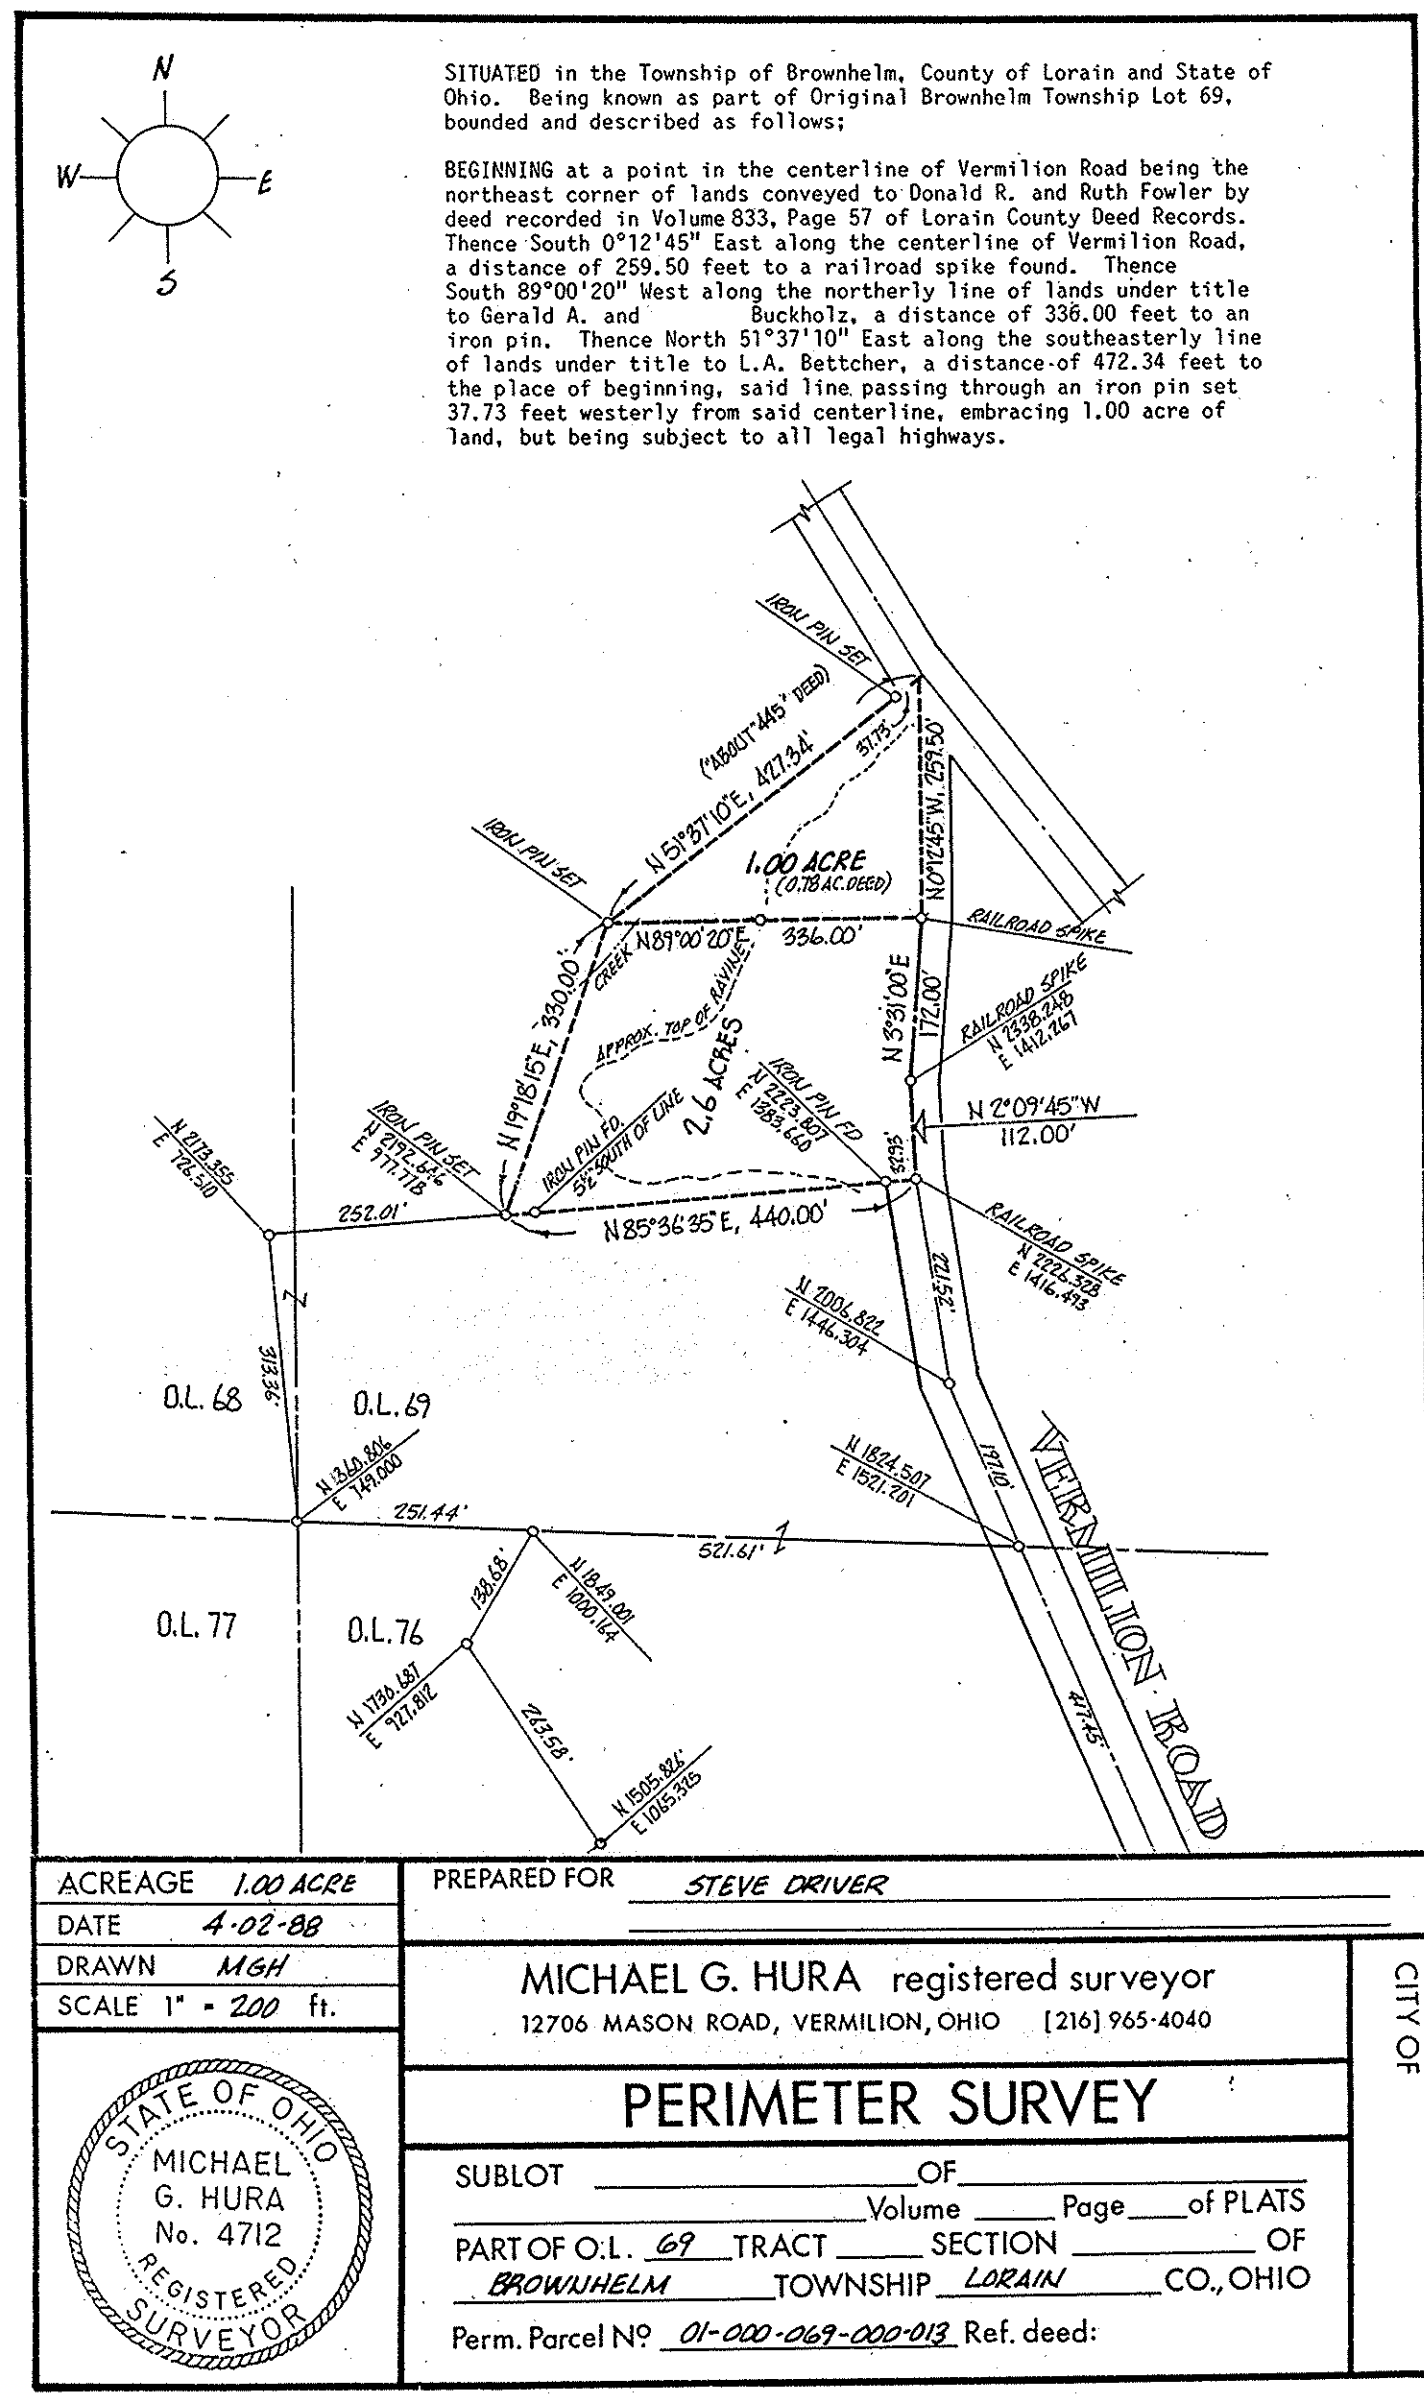 N
W
E
S
SITUATED in the Township of Brownhelm, County of Lorain and State of
Ohio. Being known as part of Original Brownhelm Township Lot 69,
bounded and described as follows;
BEGINNING at a point in the centerline of Vermilion Road being the
northeast corner of lands conveyed to Donald R. and Ruth Fowler by
deed recorded in Volume 833, Page 57 of Lorain County Deed Records.
Thence South 0°12'45" East along the centerline of Vermilion Road,
a distance of 259.50 feet to a railroad spike found. Thence
South 89°00'20" West along the northerly line of lands under title
to Gerald A. and Buckholz, a distance of 336.00 feet to an
iron pin. Thence North 51°37'10" East along the southeasterly line
of lands under title to L.A. Bettcher, a distance of 472.34 feet to
the place of beginning, said line passing through an iron pin set
37.73 feet westerly from said centerline, embracing 1.00 acre of
land, but being subject to all legal highways.
IRON PIN SET
("ABOUT" 445' DEED)
N 51°37'10"E, 427.34'
37.73'
N0°12'45"W, 259.50'
IRON PIN SET
1.00 ACRE
(0.78 AC. DEED)
N89°00'20"E
336.00'
RAILROAD SPIKE
CREEK
N 19°18'15"E, 330.00'
APPROX. TOP OF RAVINE
2.6 ACRES
N 3°31'00"E
172.00'
RAILROAD SPIKE
N 2338.248
E 1412.267
IRON PIN FD
N 2223.807
E 1383.660
N 2°09'45"W
112.00'
32.93'
IRON PIN FD.
5½" SOUTH OF LINE
IRON PIN SET
N 2192.646
E 977.778
N 2173.355
E 726.510
252.01'
N 85°36'35"E, 440.00'
RAILROAD SPIKE
N 2226.328
E 1416.493
221.52'
N 2006.822
E 1446.304
313.36'
O.L. 68
O.L. 69
N 1360.806
E 749.000
251.44'
521.61'
N 1824.507
E 1521.201
197.10'
VERMILION ROAD
138.68'
N 1849.001
E 1000.164
O.L. 77
O.L. 76
N 1730.687
E 927.812
263.58'
417.45'
N 1505.826'
E 1065.325
ACREAGE 1.00 ACRE
DATE 4-02-88
DRAWN MGH
SCALE 1" = 200 ft.
PREPARED FOR STEVE DRIVER
MICHAEL G. HURA registered surveyor
12706 MASON ROAD, VERMILION, OHIO [216] 965-4040
CITY OF
PERIMETER SURVEY
SUBLOT OF
Volume Page of PLATS
PART OF O.L. 69 TRACT SECTION OF
BROWNHELM TOWNSHIP LORAIN CO., OHIO
Perm. Parcel Nº 01-000-069-000-013 Ref. deed:
STATE OF OHIO
MICHAEL
G. HURA
No. 4712
REGISTERED
SURVEYOR